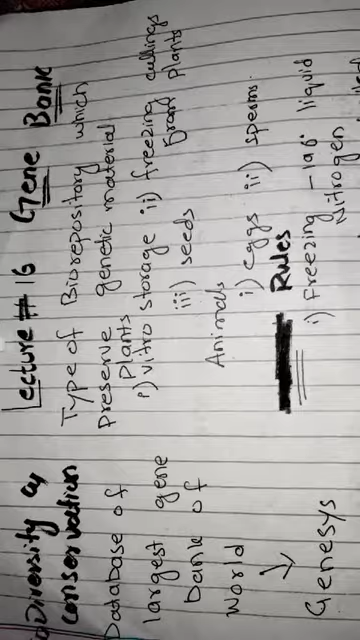 Lecture # 16 Gene Bank
Type of Biorepository which
preserve genetic material
Plants
i) vitro storage ii) freezing cuttings from plants
iii) seeds
Animals
i) eggs ii) sperms
Rules
i) Freezing -196° liquid
Nitrogen
Diversity
conservation
Database of
largest gene
bank of
world
↓
Genesys